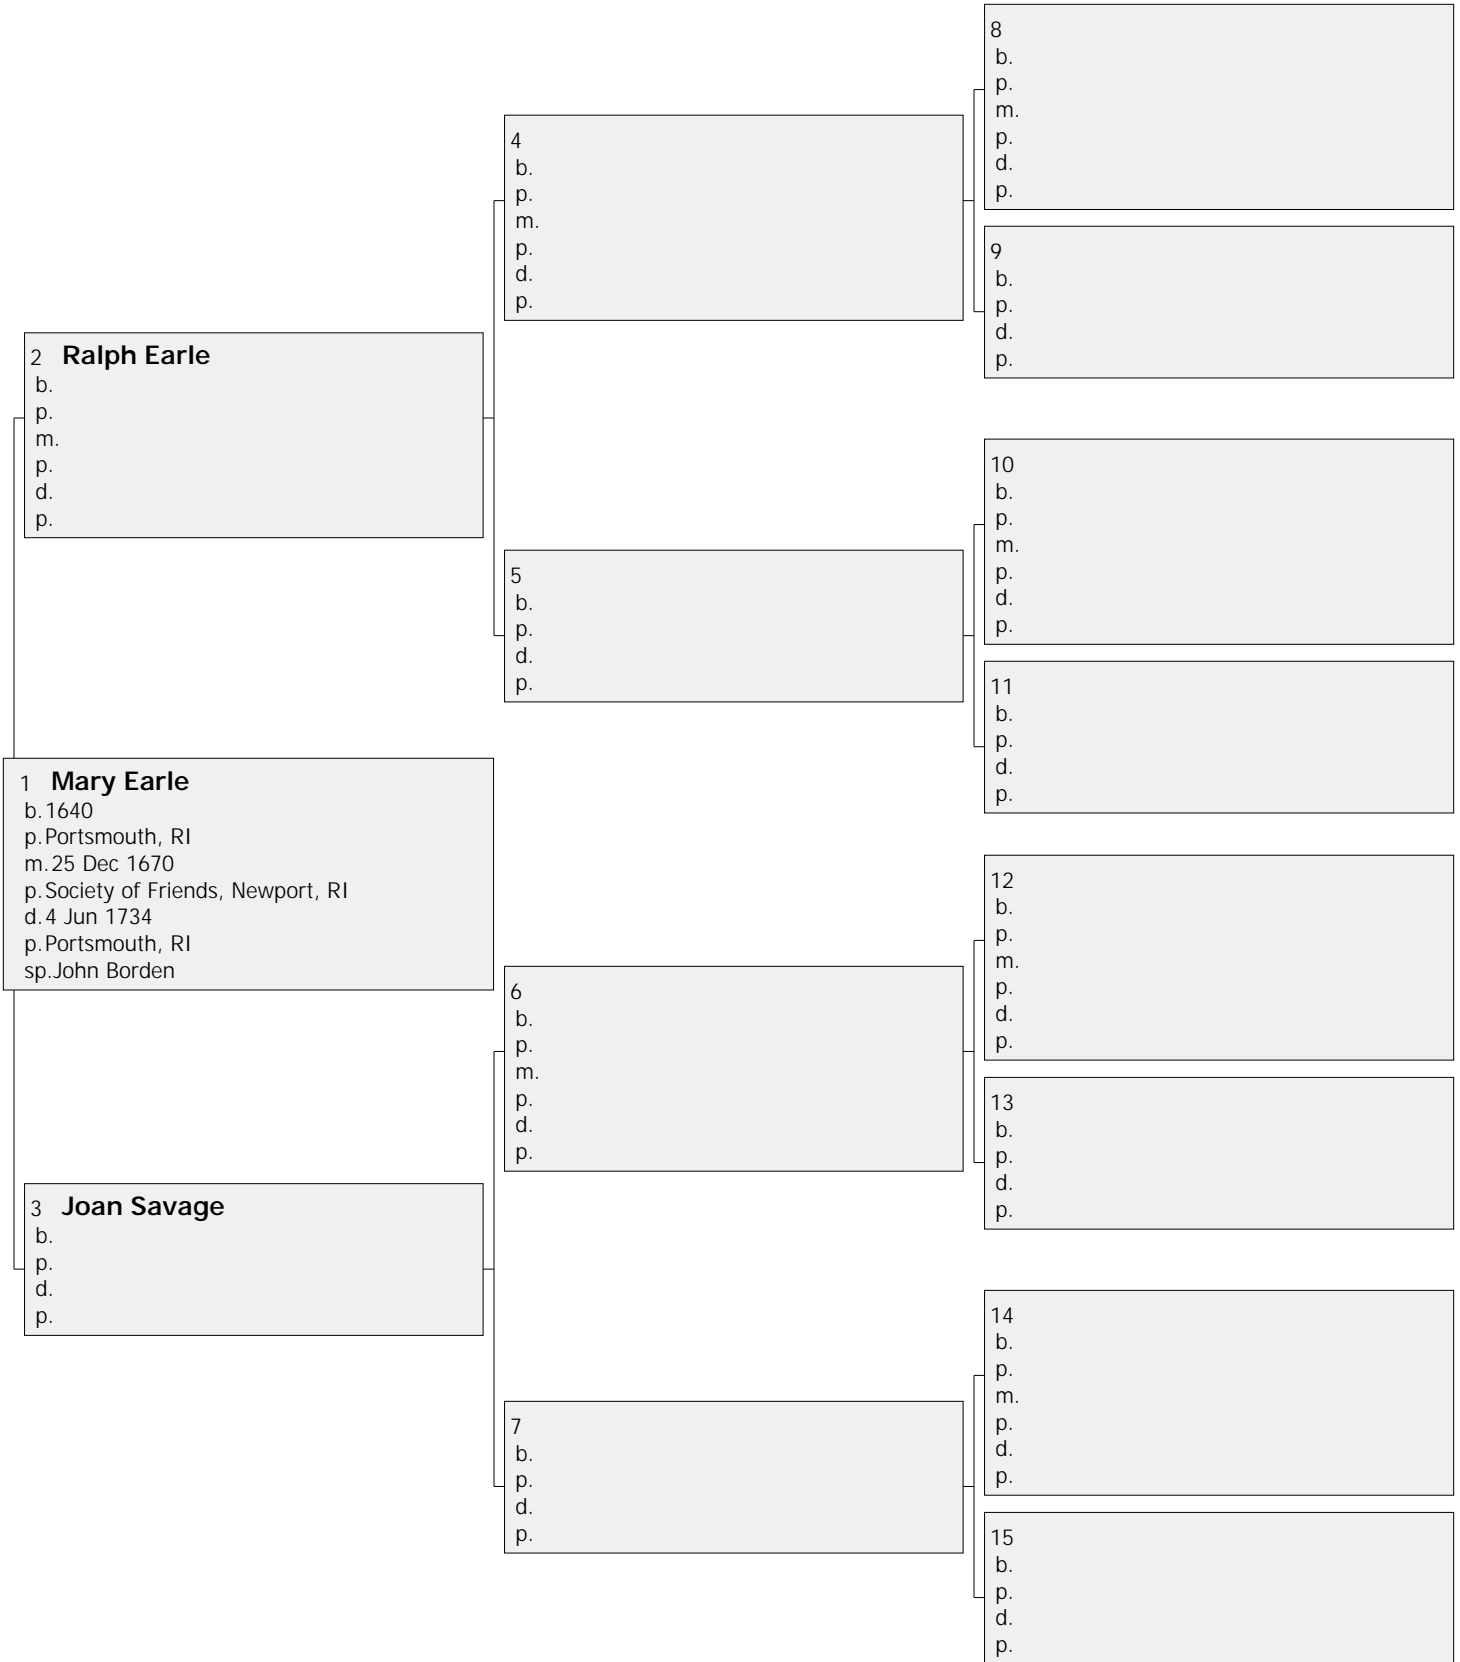 8
b.
p.
m.
p.
d.
p.
4
b.
p.
m.
p.
d.
p.
9
b.
p.
d.
p.
2 Ralph Earle
b.
p.
m.
p.
d.
p.
10
b.
p.
m.
p.
d.
p.
5
b.
p.
d.
p.
11
b.
p.
d.
p.
1 Mary Earle
b.1640
p.Portsmouth, RI
m.25 Dec 1670
p.Society of Friends, Newport, RI
d.4 Jun 1734
p.Portsmouth, RI
sp.John Borden
12
b.
p.
m.
p.
d.
p.
6
b.
p.
m.
p.
d.
p.
13
b.
p.
d.
p.
3 Joan Savage
b.
p.
d.
p.
14
b.
p.
m.
p.
d.
p.
7
b.
p.
d.
p.
15
b.
p.
d.
p.